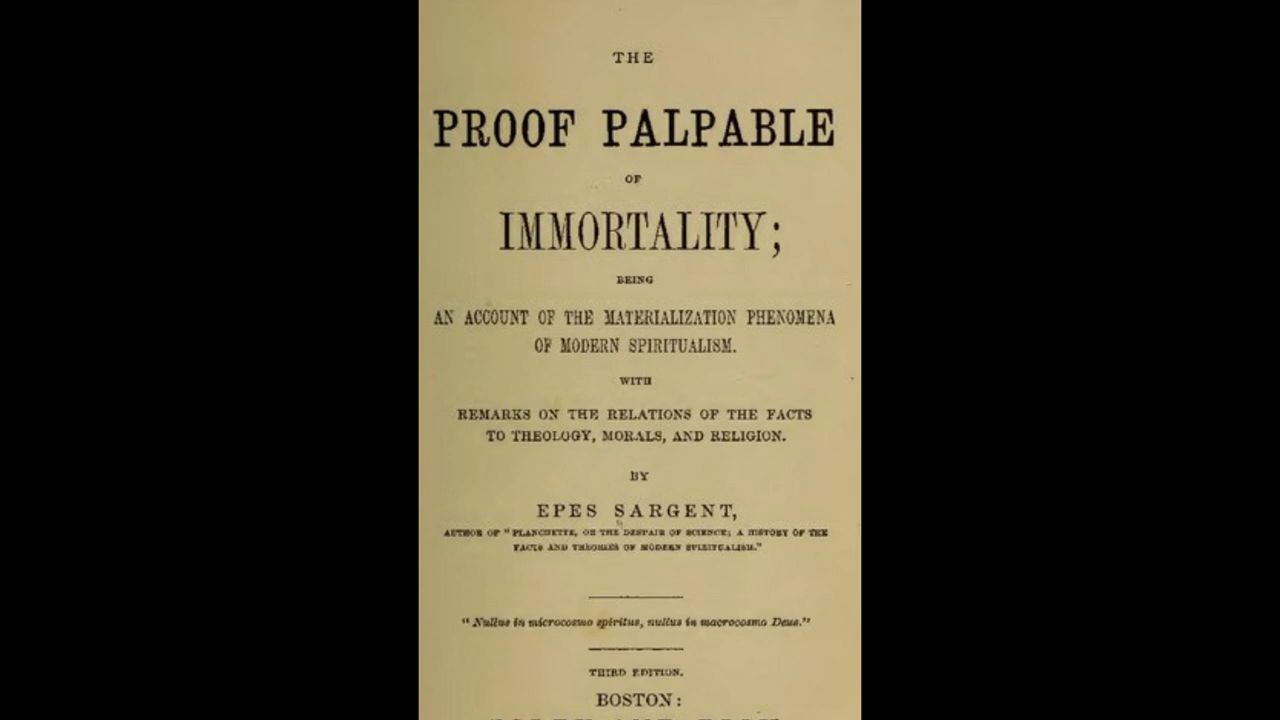 THE
PROOF PALPABLE
OF
IMMORTALITY;
BEING
AN ACCOUNT OF THE MATERIALIZATION PHENOMENA
OF MODERN SPIRITUALISM.
WITH
REMARKS ON THE RELATIONS OF THE FACTS
TO THEOLOGY, MORALS, AND RELIGION.
BY
EPES SARGENT,
AUTHOR OF "PLANCHETTE, OR THE DESPAIR OF SCIENCE; A HISTORY OF THE
FACTS AND THEORIES OF MODERN SPIRITUALISM."
"Nullus in microcosmo spiritus, nullus in macrocosmo Deus."
THIRD EDITION.
BOSTON: